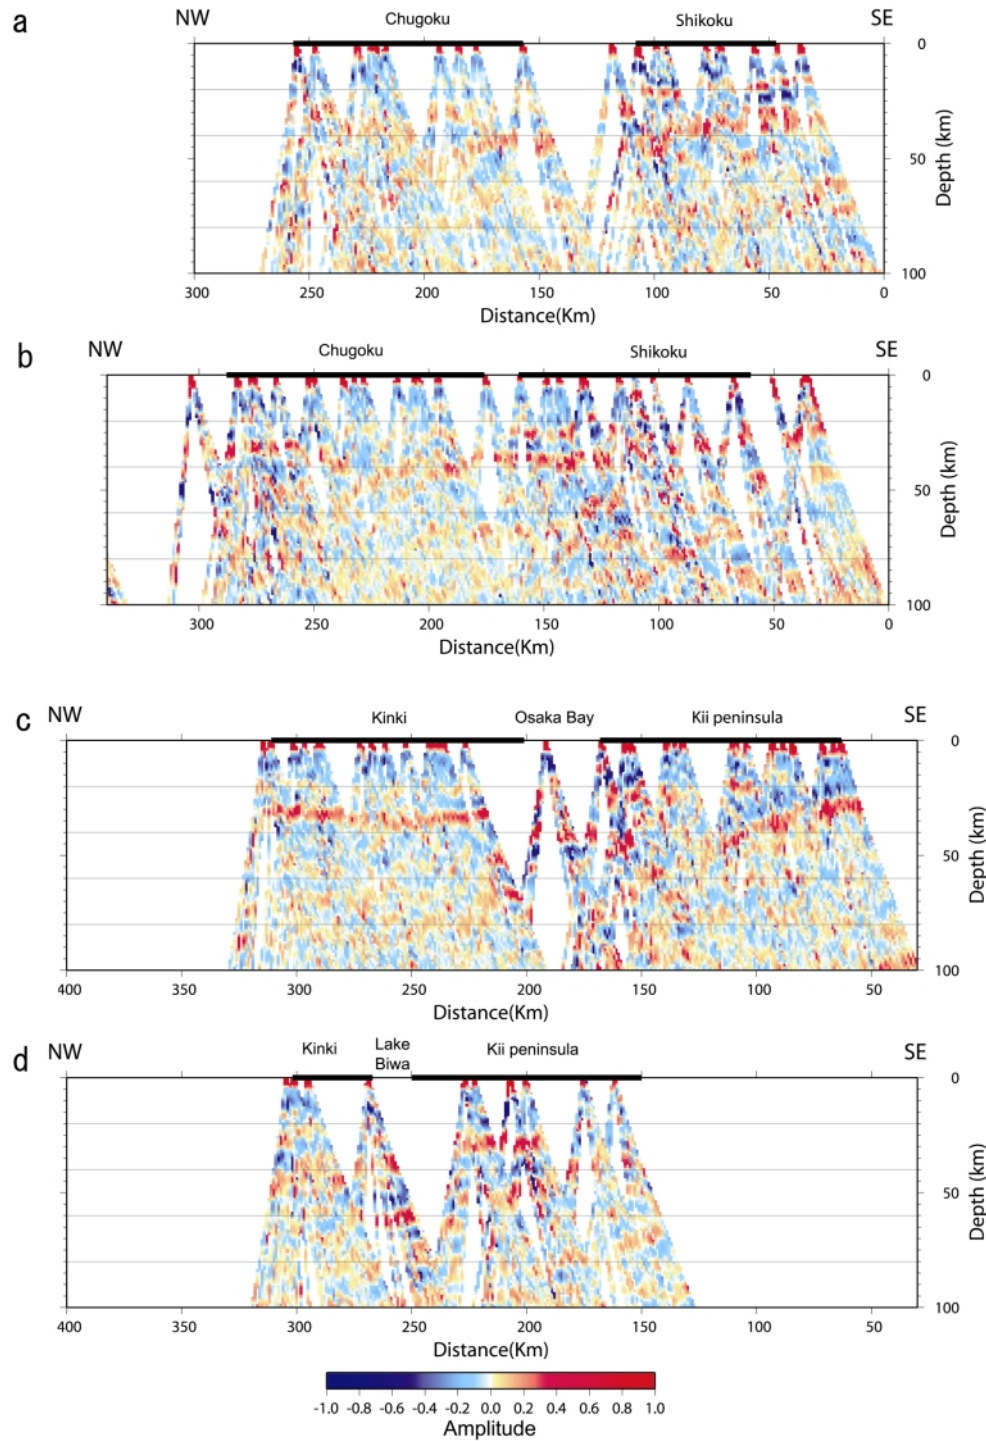 a
NW
Chugoku
Shikoku
SE
0
50
100
Depth (km)
300
250
200
150
100
50
0
Distance(Km)
b
NW
Chugoku
Shikoku
SE
0
50
100
Depth (km)
300
250
200
150
100
50
0
Distance(Km)
c
NW
Kinki
Osaka Bay
Kii peninsula
SE
0
50
100
Depth (km)
400
350
300
250
200
150
100
50
Distance(Km)
d
NW
Kinki
Lake
Biwa
Kii peninsula
SE
0
50
100
Depth (km)
400
350
300
250
200
150
100
50
Distance(Km)
-1.0 -0.8 -0.6 -0.4 -0.2 0.0 0.2 0.4 0.6 0.8 1.0
Amplitude